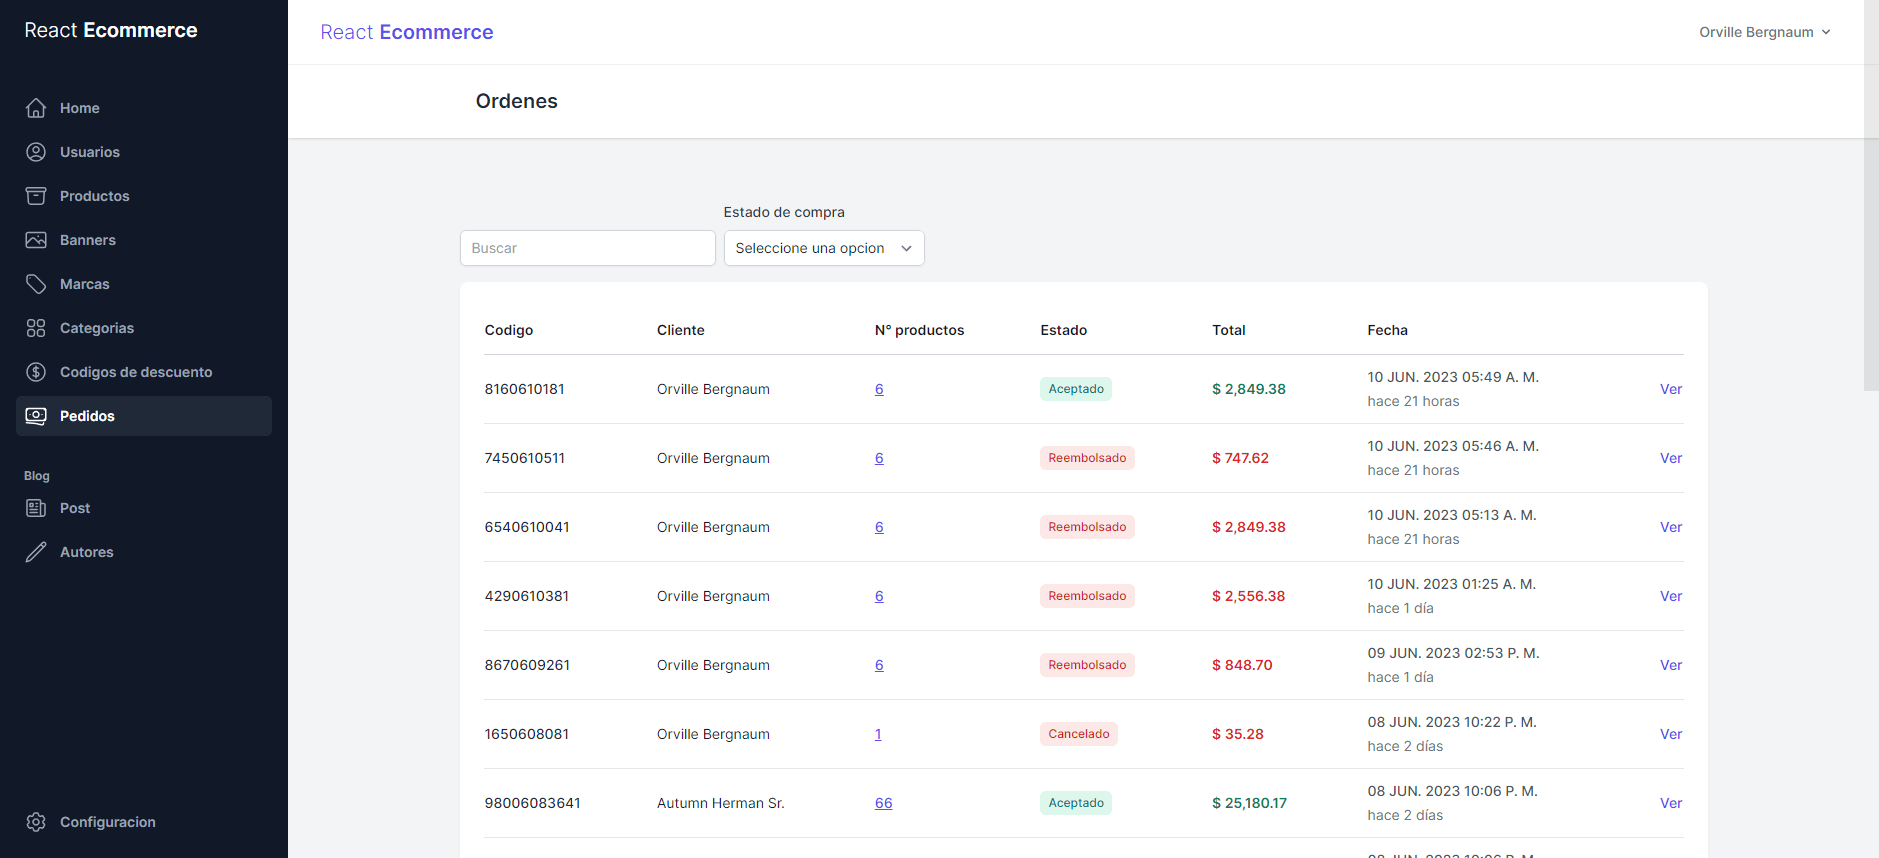 React Ecommerce
Home
Usuarios
Productos
Banners
Marcas
Categorias
Codigos de descuento
Pedidos
Blog
Post
Autores
Configuracion
React Ecommerce
Orville Bergnaum
Ordenes
Estado de compra
Buscar
Seleccione una opcion
Codigo Cliente N° productos Estado Total Fecha
8160610181 Orville Bergnaum 6 Aceptado $ 2,849.38 10 JUN. 2023 05:49 A. M. Ver
hace 21 horas
7450610511 Orville Bergnaum 6 Reembolsado $ 747.62 10 JUN. 2023 05:46 A. M. Ver
hace 21 horas
6540610041 Orville Bergnaum 6 Reembolsado $ 2,849.38 10 JUN. 2023 05:13 A. M. Ver
hace 21 horas
4290610381 Orville Bergnaum 6 Reembolsado $ 2,556.38 10 JUN. 2023 01:25 A. M. Ver
hace 1 día
8670609261 Orville Bergnaum 6 Reembolsado $ 848.70 09 JUN. 2023 02:53 P. M. Ver
hace 1 día
1650608081 Orville Bergnaum 1 Cancelado $ 35.28 08 JUN. 2023 10:22 P. M. Ver
hace 2 días
98006083641 Autumn Herman Sr. 66 Aceptado $ 25,180.17 08 JUN. 2023 10:06 P. M. Ver
hace 2 días